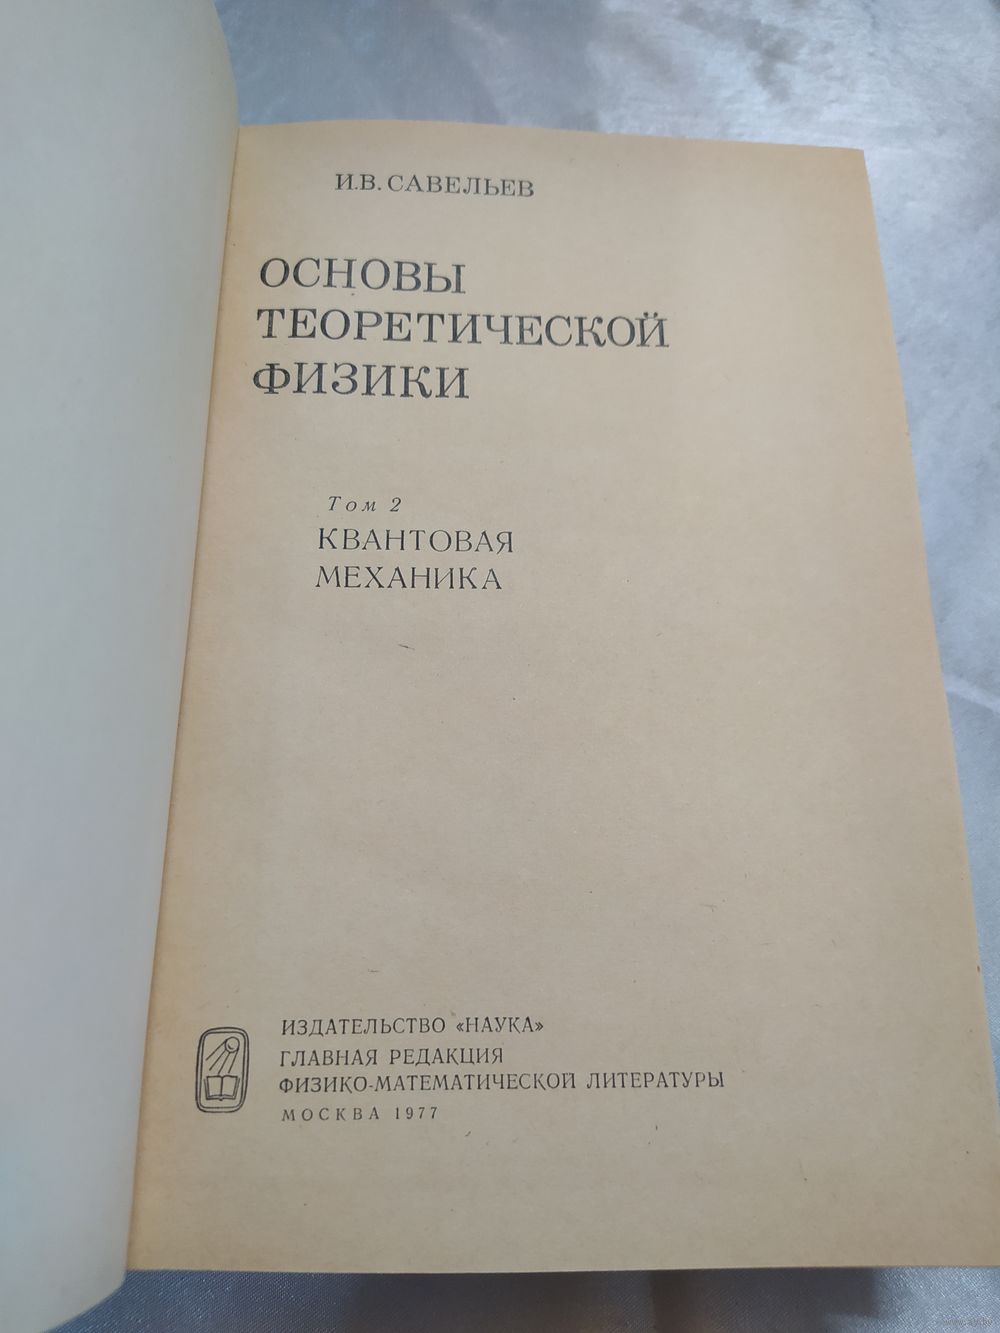 И.В. САВЕЛЬЕВ
ОСНОВЫ
ТЕОРЕТИЧЕСКОЙ
ФИЗИКИ
Том 2
КВАНТОВАЯ
МЕХАНИКА
ИЗДАТЕЛЬСТВО «НАУКА»
ГЛАВНАЯ РЕДАКЦИЯ
ФИЗИКО-МАТЕМАТИЧЕСКОЙ ЛИТЕРАТУРЫ
МОСКВА 1977